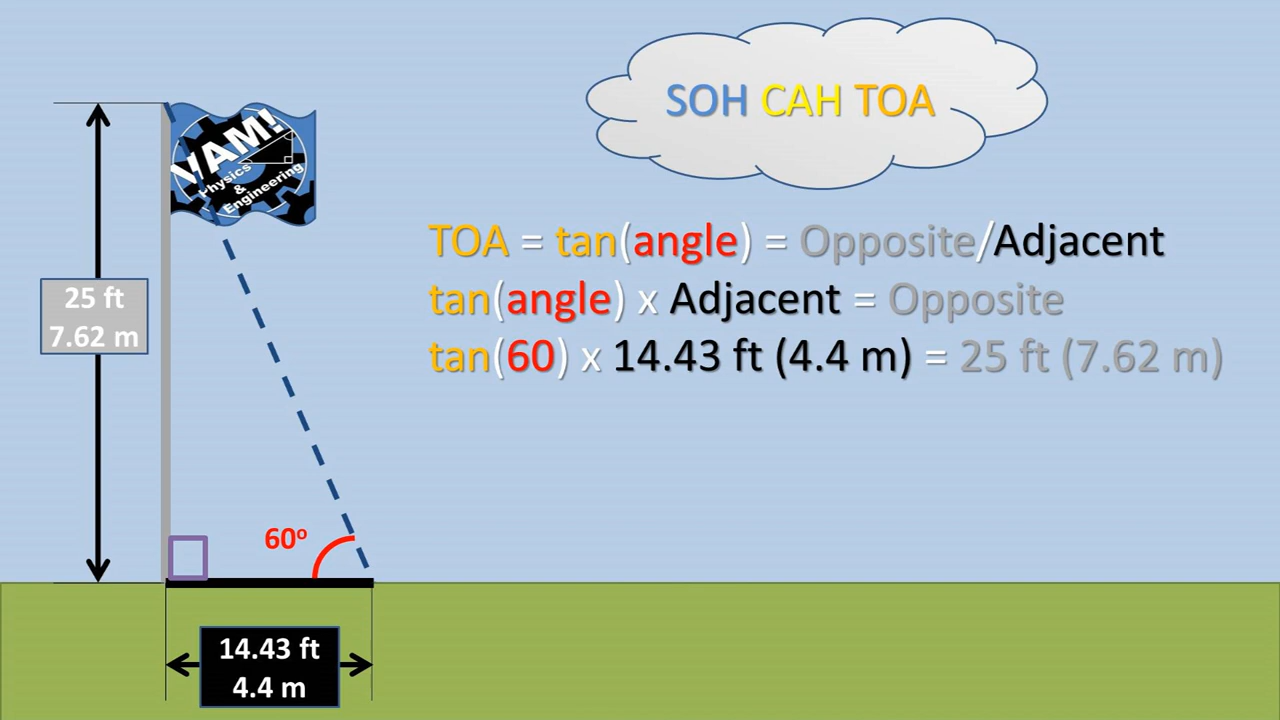 SOH CAH TOA
VAM!
Physics
&
Engineering
TOA = tan(angle) = Opposite/Adjacent
tan(angle) x Adjacent = Opposite
tan(60) x 14.43 ft (4.4 m) = 25 ft (7.62 m)
25 ft
7.62 m
60º
14.43 ft
4.4 m